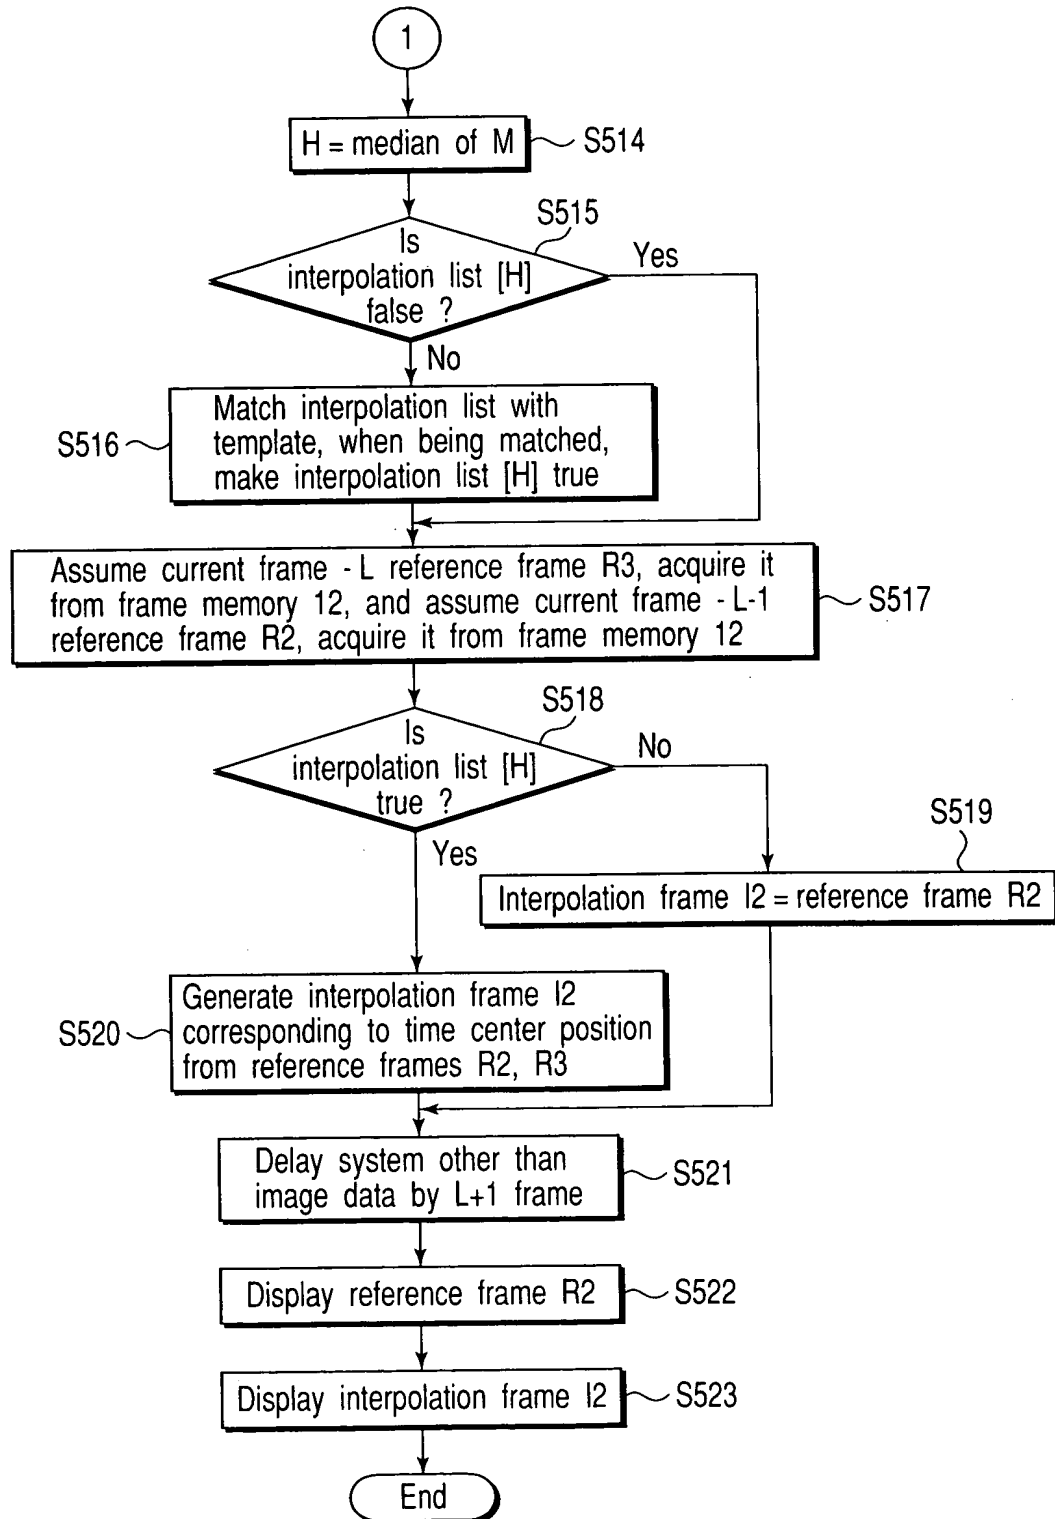 1
H = median of M
S514
S515
Is
interpolation list [H]
false ?
Yes
No
S516
Match interpolation list with
template, when being matched,
make interpolation list [H] true
Assume current frame - L reference frame R3, acquire it
from frame memory 12, and assume current frame - L-1
reference frame R2, acquire it from frame memory 12
S517
S518
Is
interpolation list [H]
true ?
No
Yes
S519
Interpolation frame I2 = reference frame R2
S520
Generate interpolation frame I2
corresponding to time center position
from reference frames R2, R3
Delay system other than
image data by L+1 frame
S521
Display reference frame R2
S522
Display interpolation frame I2
S523
End